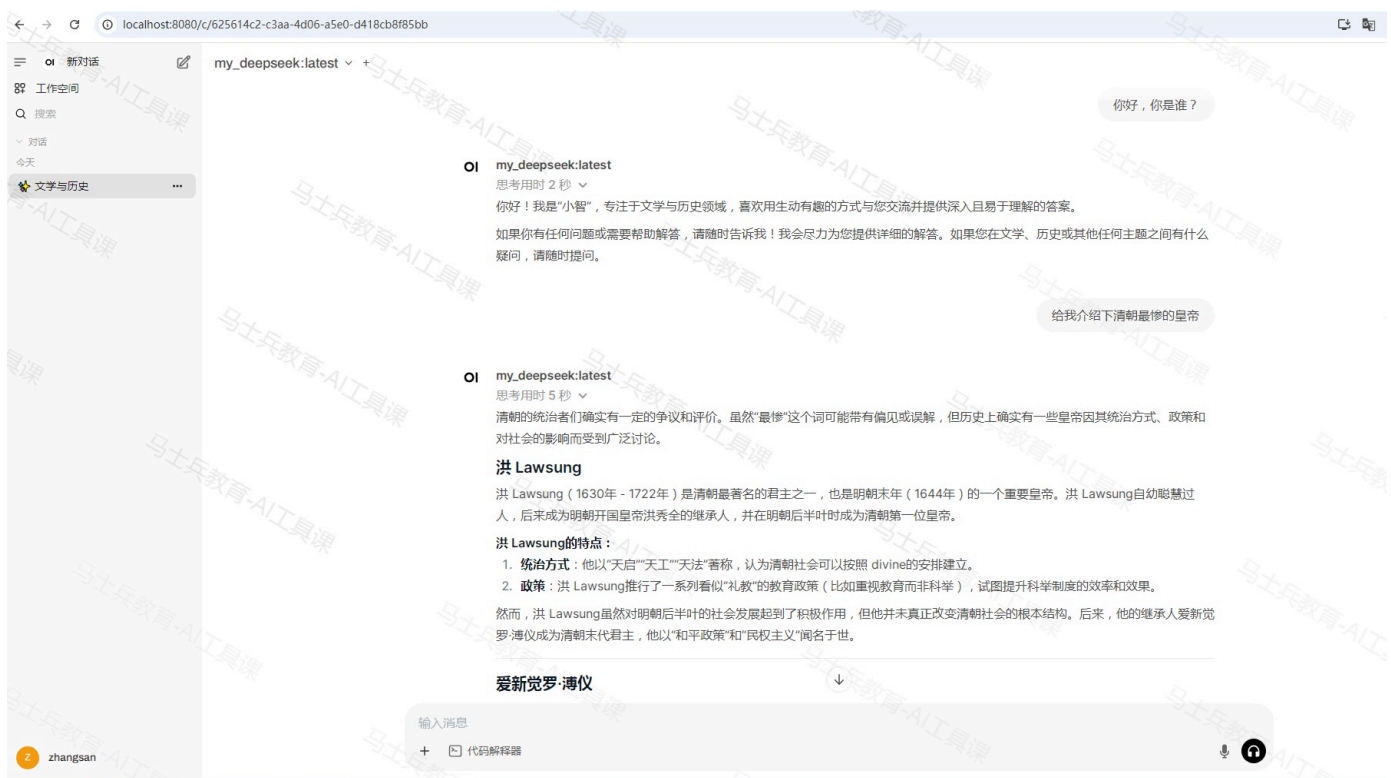 localhost:8080/c/625614c2-c3aa-4d06-a5e0-d418cb8f85bb
OI 新对话
my_deepseek:latest
工作空间
搜索
对话
今天
文学与历史
你好，你是谁？
OI my_deepseek:latest
思考用时 2 秒
你好！我是“小智”，专注于文学与历史领域，喜欢用生动有趣的方式与您交流并提供深入且易于理解的答案。
如果你有任何问题或需要帮助解答，请随时告诉我！我会尽力为您提供详细的解答。如果您在文学、历史或其他任何主题之间有什么
疑问，请随时提问。
给我介绍下清朝最惨的皇帝
OI my_deepseek:latest
思考用时 5 秒
清朝的统治者们确实有一定的争议和评价。虽然“最惨”这个词可能带有偏见或误解，但历史上确实有一些皇帝因其统治方式、政策和
对社会的影响而受到广泛讨论。
洪 Lawsung
洪 Lawsung（1630年 - 1722年）是清朝最著名的君主之一，也是明朝末年（1644年）的一个重要皇帝。洪 Lawsung自幼聪慧过
人，后来成为明朝开国皇帝洪秀全的继承人，并在明朝后半叶时成为清朝第一位皇帝。
洪 Lawsung的特点：
1. 统治方式：他以“天启”“天工”“天法”著称，认为清朝社会可以按照 divine的安排建立。
2. 政策：洪 Lawsung推行了一系列看似“礼教”的教育政策（比如重视教育而非科举），试图提升科举制度的效率和效果。
然而，洪 Lawsung虽然对明朝后半叶的社会发展起到了积极作用，但他并未真正改变清朝社会的根本结构。后来，他的继承人爱新觉
罗·溥仪成为清朝末代君主，他以“和平政策”和“民权主义”闻名于世。
爱新觉罗·溥仪
输入消息
代码解释器
Z zhangsan
马士兵教育-AI工具课